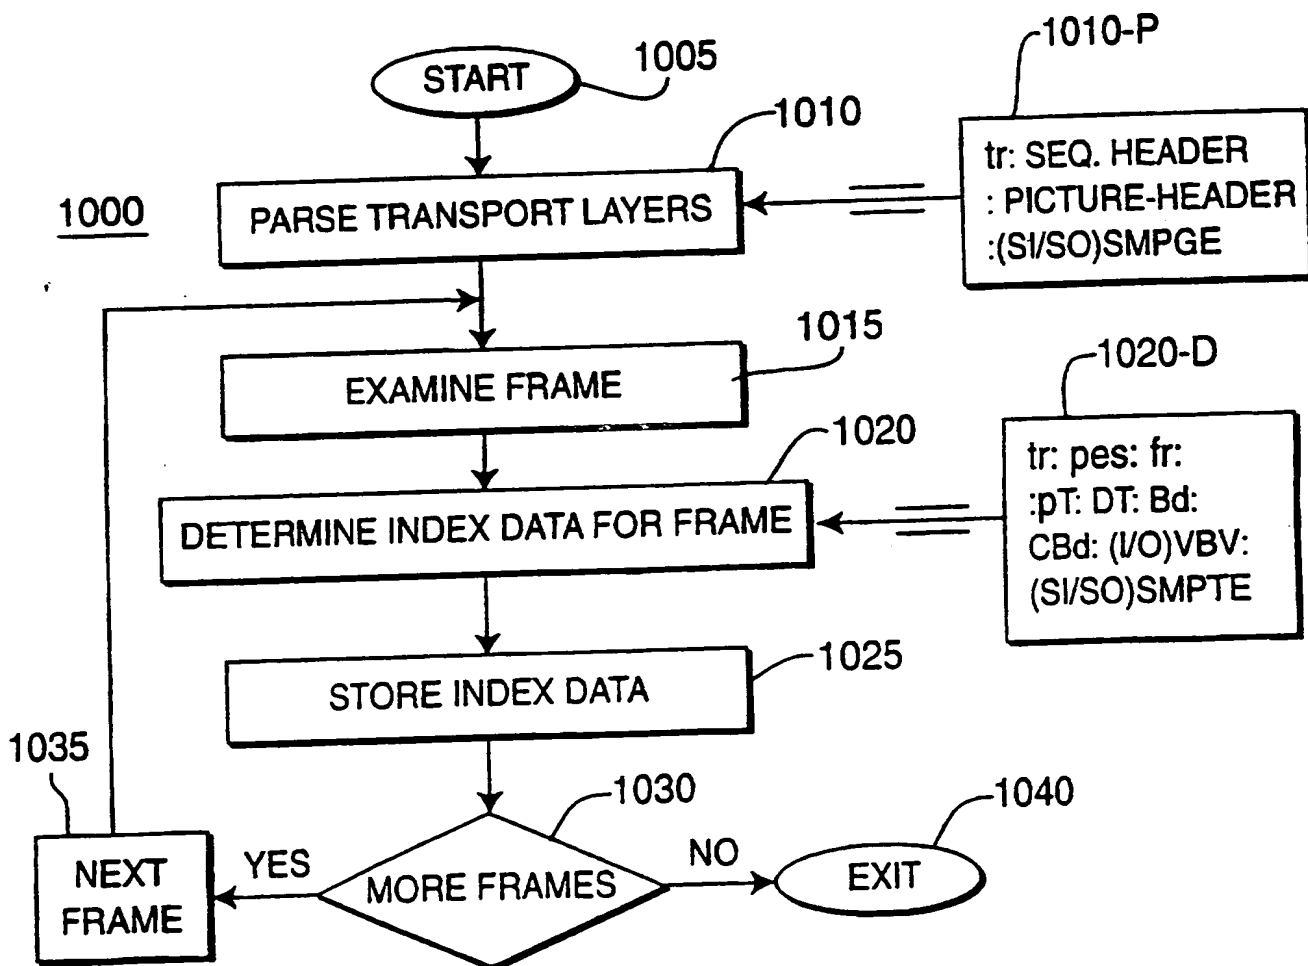 1000
START
1005
PARSE TRANSPORT LAYERS
1010
1010-P
tr: SEQ. HEADER
: PICTURE-HEADER
:(SI/SO)SMPGE
EXAMINE FRAME
1015
DETERMINE INDEX DATA FOR FRAME
1020
1020-D
tr: pes: fr:
:pT: DT: Bd:
CBd: (I/O)VBV:
(SI/SO)SMPTE
STORE INDEX DATA
1025
MORE FRAMES
1030
YES
NO
1035
NEXT
FRAME
EXIT
1040